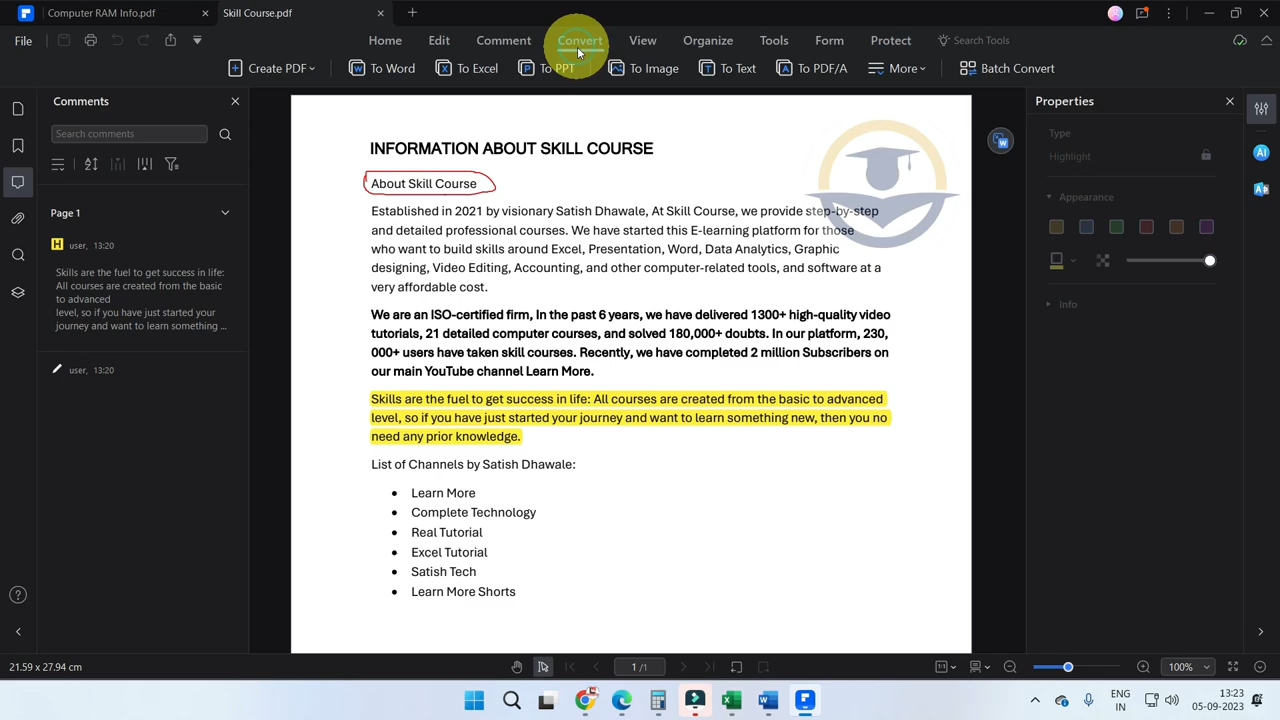 Computer RAM Info.pdf
Skill Course.pdf
File
Home Edit Comment Convert View Organize Tools Form Protect Search Tools
Create PDF To Word To Excel To PPT To Image To Text To PDF/A More Batch Convert
Comments
Search comments
Page 1
user, 13:20
Skills are the fuel to get success in life:
All courses are created from the basic
to advanced
level, so if you have just started your
journey and want to learn something ...
user, 13:20
INFORMATION ABOUT SKILL COURSE
About Skill Course
Established in 2021 by visionary Satish Dhawale, At Skill Course, we provide step-by-step
and detailed professional courses. We have started this E-learning platform for those
who want to build skills around Excel, Presentation, Word, Data Analytics, Graphic
designing, Video Editing, Accounting, and other computer-related tools, and software at a
very affordable cost.
We are an ISO-certified firm, In the past 6 years, we have delivered 1300+ high-quality video
tutorials, 21 detailed computer courses, and solved 180,000+ doubts. In our platform, 230,
000+ users have taken skill courses. Recently, we have completed 2 million Subscribers on
our main YouTube channel Learn More.
Skills are the fuel to get success in life: All courses are created from the basic to advanced
level, so if you have just started your journey and want to learn something new, then you no
need any prior knowledge.
List of Channels by Satish Dhawale:
• Learn More
• Complete Technology
• Real Tutorial
• Excel Tutorial
• Satish Tech
• Learn More Shorts
Properties
Type
Highlight
Appearance
Info
21.59 x 27.94 cm
1 /1
100%
ENG
IN
13:23
05-09-2023